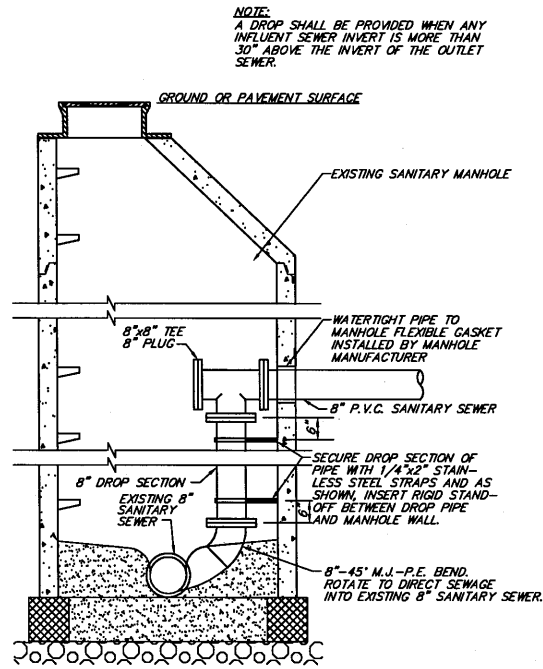 NOTE:
A DROP SHALL BE PROVIDED WHEN ANY
INFLUENT SEWER INVERT IS MORE THAN
30" ABOVE THE INVERT OF THE OUTLET
SEWER.
GROUND OR PAVEMENT SURFACE
EXISTING SANITARY MANHOLE
8"x8" TEE
8" PLUG
WATERTIGHT PIPE TO
MANHOLE FLEXIBLE GASKET
INSTALLED BY MANHOLE
MANUFACTURER
8" P.V.C. SANITARY SEWER
6"
SECURE DROP SECTION OF
PIPE WITH 1/4"x2" STAIN-
LESS STEEL STRAPS AND AS
SHOWN, INSERT RIGID STAND-
OFF BETWEEN DROP PIPE
AND MANHOLE WALL.
8" DROP SECTION
EXISTING 8"
SANITARY
SEWER
6"
8"-45° M.J.-P.E. BEND.
ROTATE TO DIRECT SEWAGE
INTO EXISTING 8" SANITARY SEWER.